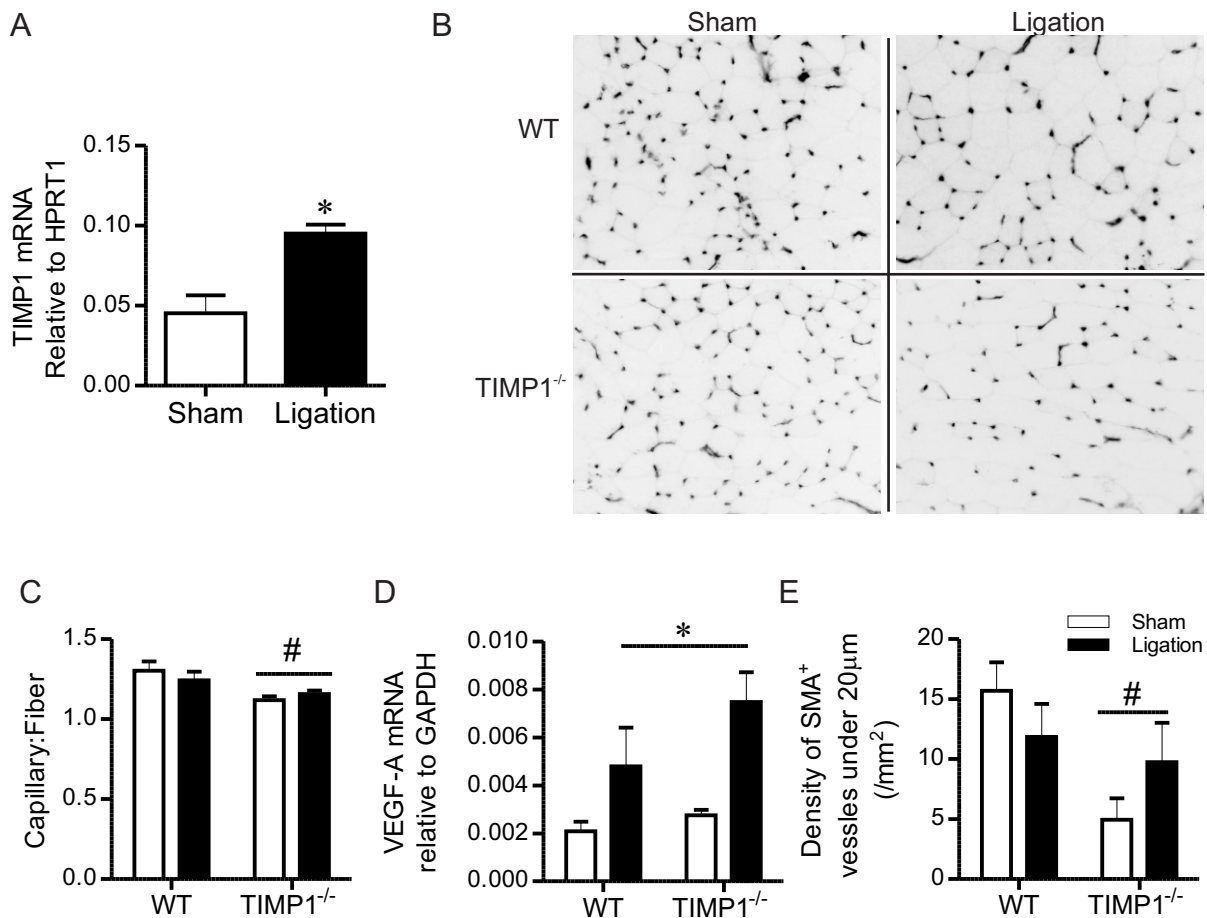 A
TIMP1 mRNA
Relative to HPRT1
0.15
0.10
0.05
0.00
*
Sham
Ligation
B
Sham
Ligation
WT
TIMP1-/-
C
Capillary:Fiber
1.5
1.0
0.5
0.0
#
WT
TIMP1-/-
D
VEGF-A mRNA
relative to GAPDH
0.010
0.008
0.006
0.004
0.002
0.000
*
WT
TIMP1-/-
E
Density of SMA+
vessles under 20μm
(/mm2)
20
15
10
5
0
Sham
Ligation
#
WT
TIMP1-/-